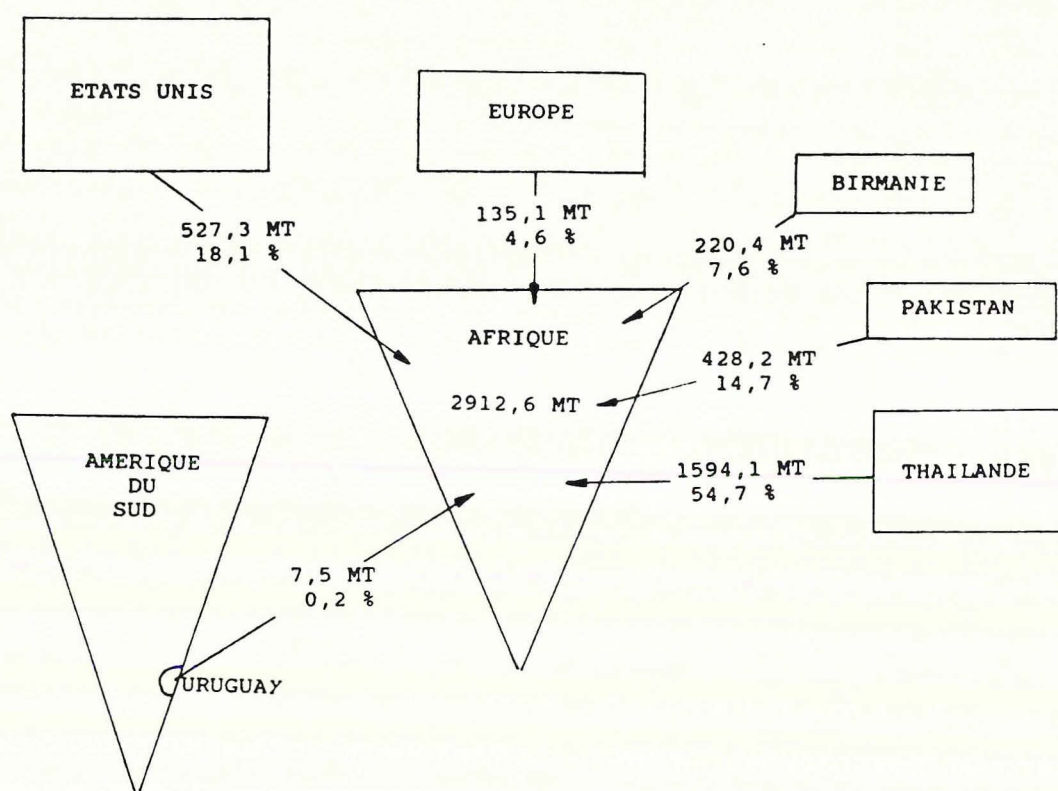 ETATS UNIS
EUROPE
BIRMANIE
527,3 MT
18,1 %
135,1 MT
4,6 %
220,4 MT
7,6 %
PAKISTAN
AFRIQUE
428,2 MT
14,7 %
2912,6 MT
AMERIQUE
DU
SUD
1594,1 MT
54,7 %
THAILANDE
7,5 MT
0,2 %
URUGUAY